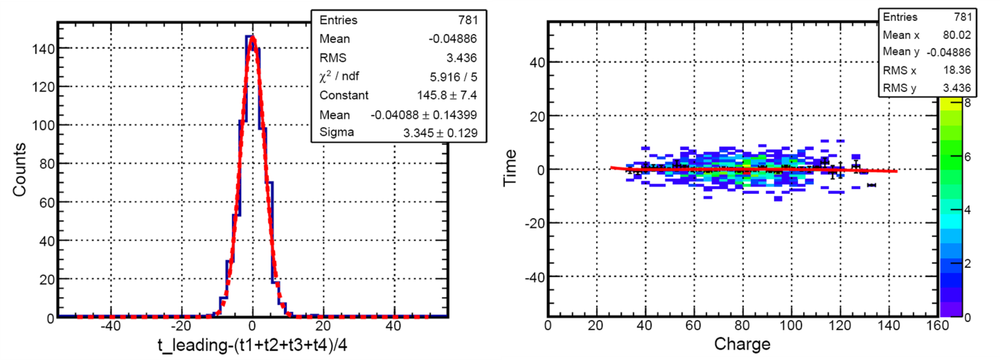 Entries 781
Mean -0.04886
RMS 3.436
χ² / ndf 5.916 / 5
Constant 145.8 ± 7.4
Mean -0.04088 ± 0.14399
Sigma 3.345 ± 0.129
140
120
100
80
60
40
20
0
Counts
-40 -20 0 20 40
t_leading-(t1+t2+t3+t4)/4
Entries 781
Mean x 80.02
Mean y -0.04886
RMS x 18.36
RMS y 3.436
40
20
0
-20
-40
Time
0 20 40 60 80 100 120 140 160
Charge
8
6
4
2
0